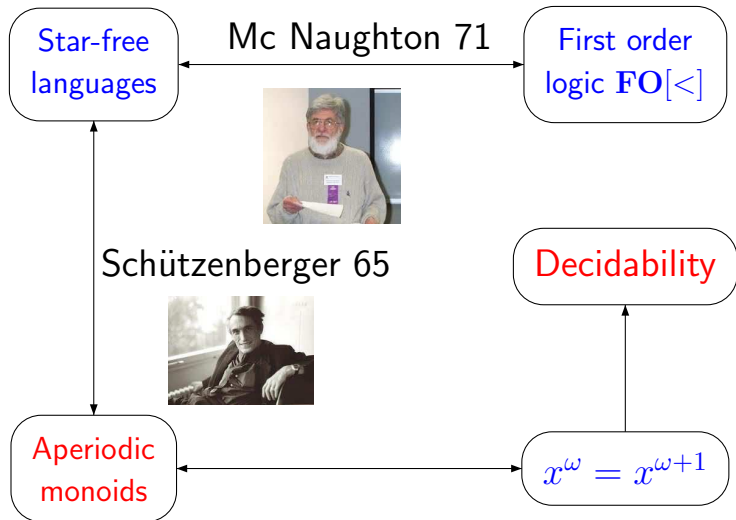 Star-free
languages
Mc Naughton 71
First order
logic FO[<]
Schützenberger 65
Decidability
Aperiodic
monoids
x^ω = x^{ω+1}